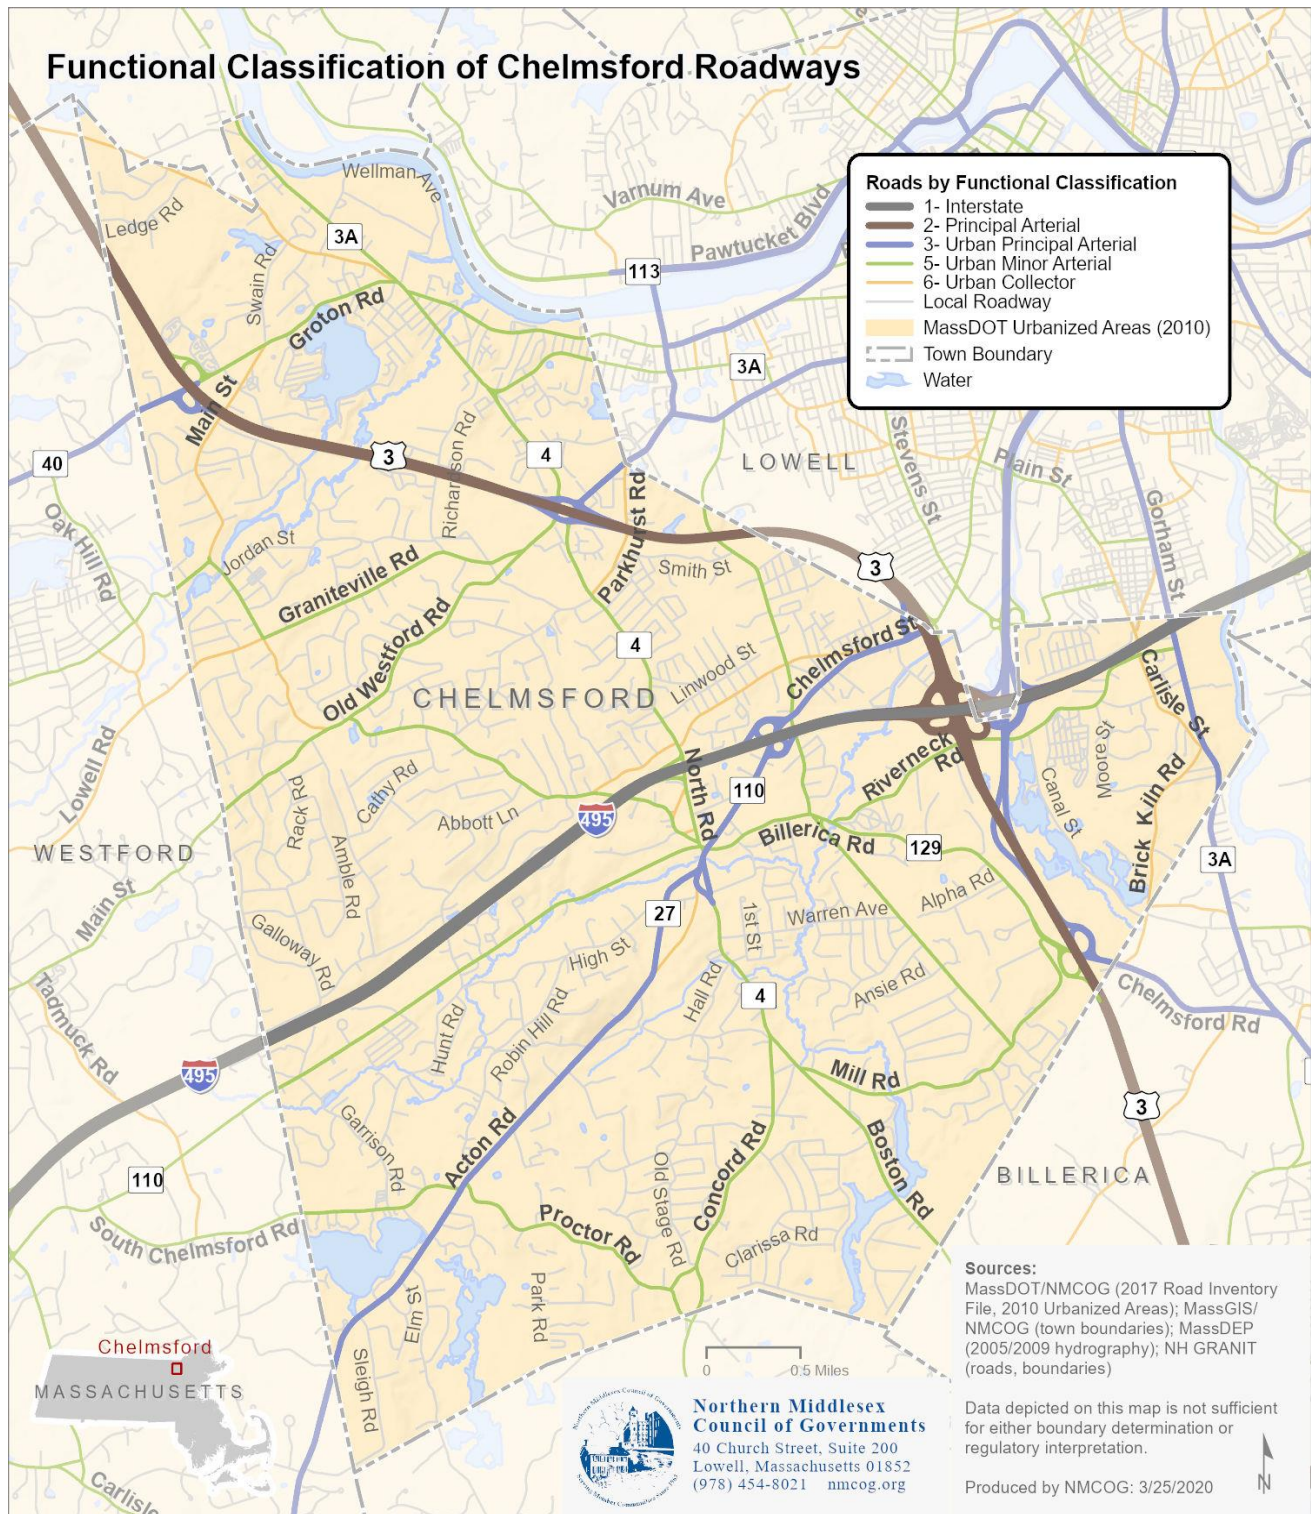 Functional Classification of Chelmsford Roadways
Roads by Functional Classification
1- Interstate
2- Principal Arterial
3- Urban Principal Arterial
5- Urban Minor Arterial
6- Urban Collector
Local Roadway
MassDOT Urbanized Areas (2010)
Town Boundary
Water
Wellman Ave
Varnum Ave
Pawtucket Blvd
Ledge Rd
3A
113
Swain Rd
Groton Rd
3A
Main St
Richardson Rd
Stevens St
40
3
4
LOWELL
Plain St
Oak Hill Rd
Parkhurst Rd
Gorham St
Jordan St
Graniteville Rd
Smith St
3
Old Westford Rd
4
Linwood St
Chelmsford St
Carlisle St
CHELMSFORD
Lowell Rd
Rack Rd
Cathy Rd
North Rd
110
Riverneck
Rd
Moore St
Canal St
Brick Kiln Rd
Abbott Ln
495
WESTFORD
Amble Rd
Billerica Rd
129
3A
Main St
Galloway Rd
27
1st St
Warren Ave
Alpha Rd
High St
Hall Rd
Ansie Rd
4
Chelmsford Rd
Tadmuck Rd
Hunt Rd
Robin Hill Rd
495
Mill Rd
3
Garrison Rd
Acton Rd
Old Stage Rd
Concord Rd
Boston Rd
110
BILLERICA
South Chelmsford Rd
Proctor Rd
Clarissa Rd
Elm St
Park Rd
Sleigh Rd
Chelmsford
MASSACHUSETTS
Carlisle
0
0.5 Miles
Northern Middlesex Council of Governments
Serving Member Communities Since 1963
Northern Middlesex
Council of Governments
40 Church Street, Suite 200
Lowell, Massachusetts 01852
(978) 454-8021 nmcog.org
Sources:
MassDOT/NMCOG (2017 Road Inventory
File, 2010 Urbanized Areas); MassGIS/
NMCOG (town boundaries); MassDEP
(2005/2009 hydrography); NH GRANIT
(roads, boundaries)
Data depicted on this map is not sufficient
for either boundary determination or
regulatory interpretation.
Produced by NMCOG: 3/25/2020
N